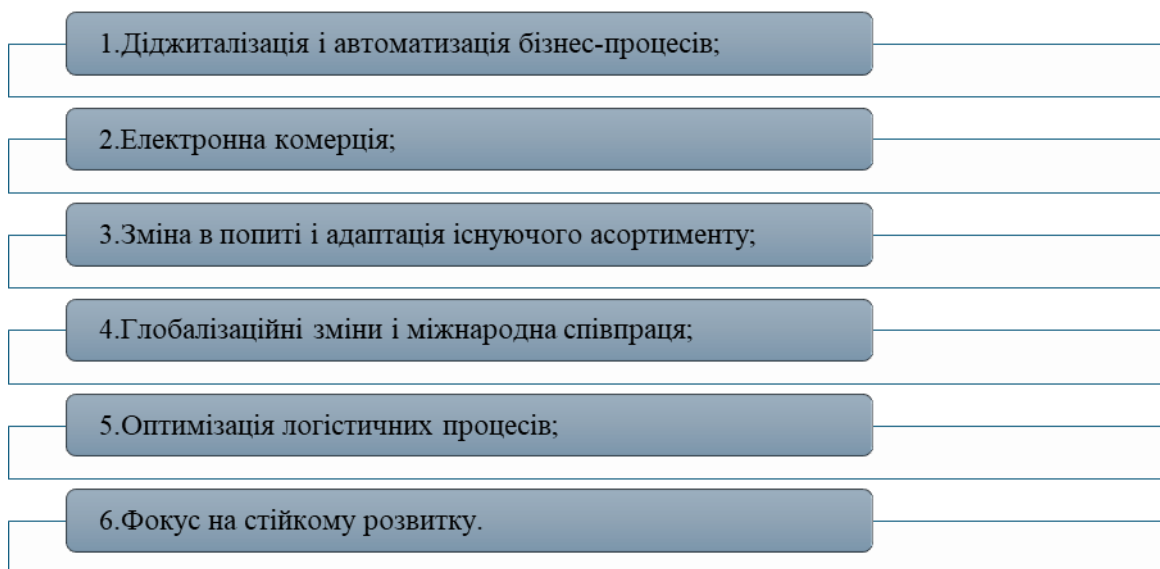 1.Діджиталізація і автоматизація бізнес-процесів;
2.Електронна комерція;
3.Зміна в попиті і адаптація існуючого асортименту;
4.Глобалізаційні зміни і міжнародна співпраця;
5.Оптимізація логістичних процесів;
6.Фокус на стійкому розвитку.